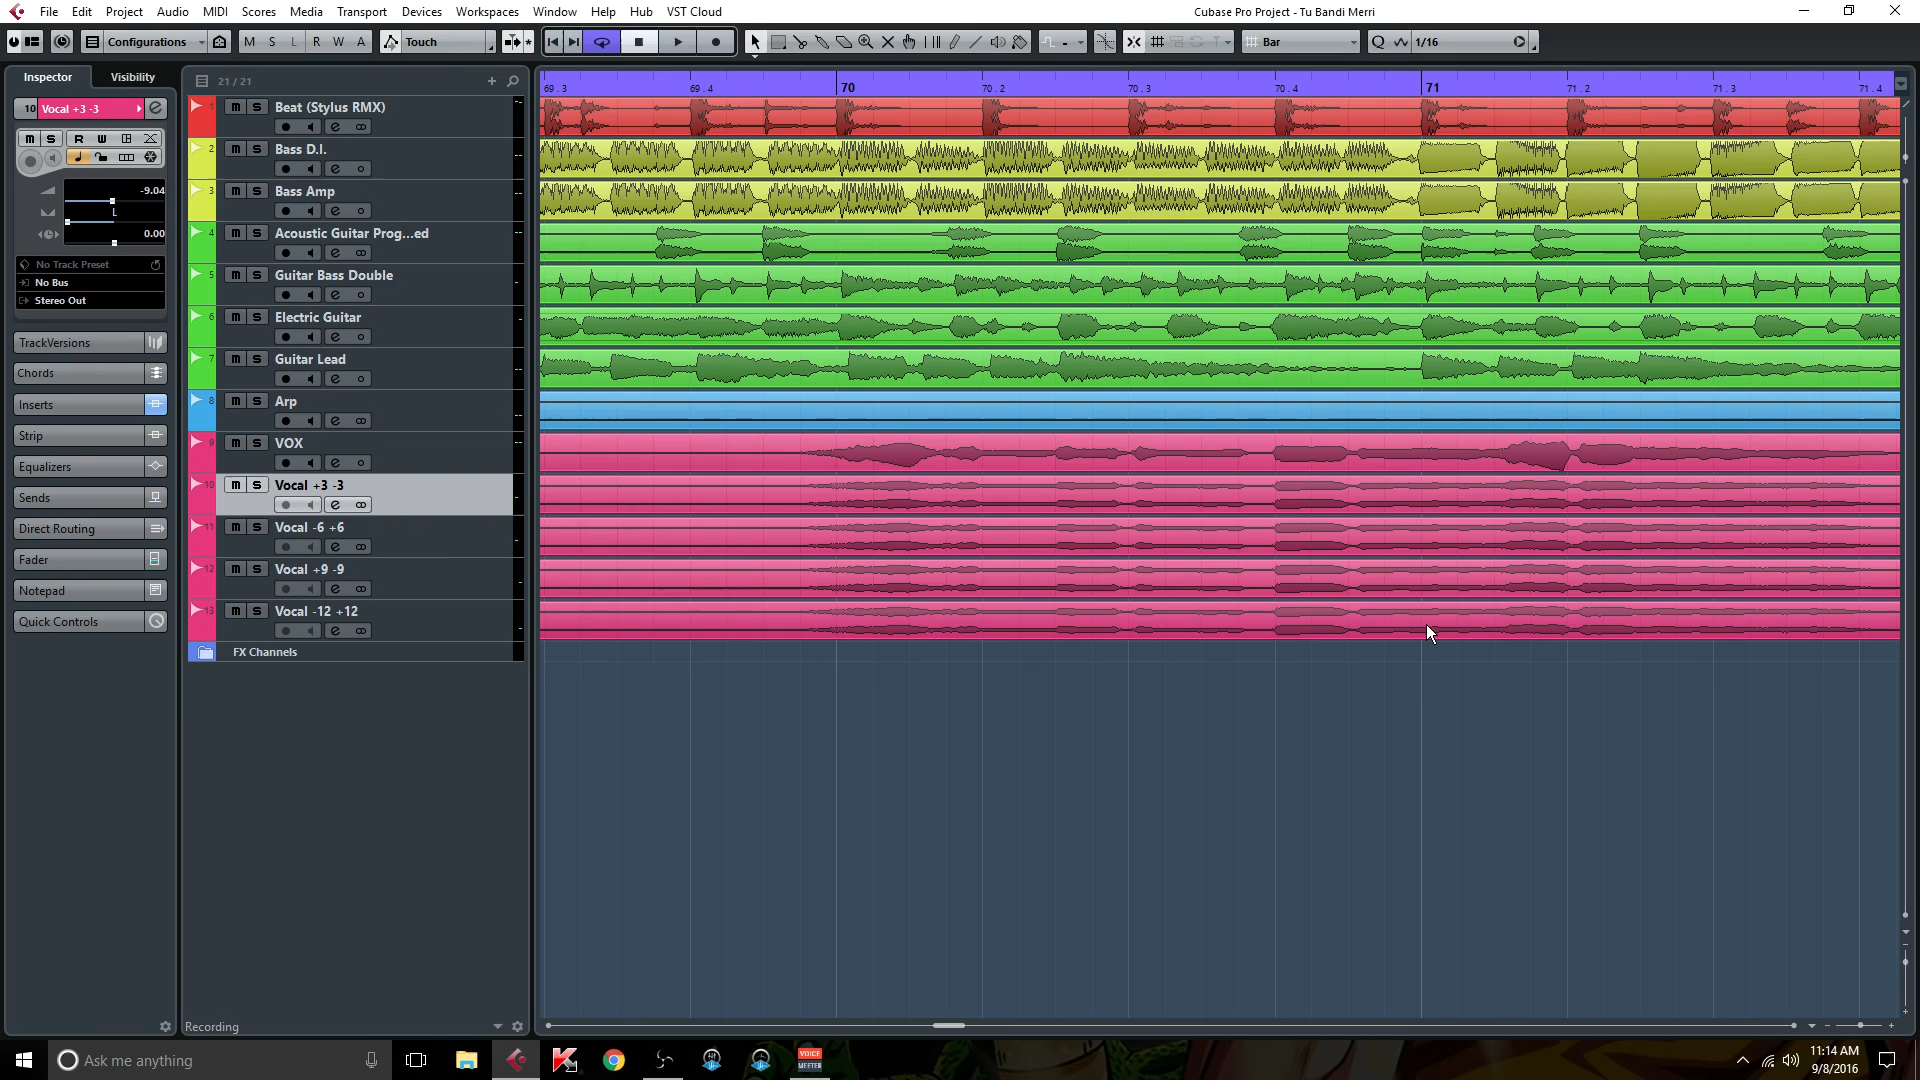 File Edit Project Audio MIDI Scores Media Transport Devices Workspaces Window Help Hub VST Cloud
Cubase Pro Project - Tu Bandi Merri
Configurations M S L R W A Touch Bar Q 1/16
Inspector Visibility 21 / 21
69.3 69.4 70 70.2 70.3 70.4 71 71.2 71.3 71.4
10 Vocal +3 -3
m S R W
-9.04
L
0.00
No Track Preset
No Bus
Stereo Out
TrackVersions
Chords
Inserts
Strip
Equalizers
Sends
Direct Routing
Fader
Notepad
Quick Controls
1 m S Beat (Stylus RMX)
2 m S Bass D.I.
3 m S Bass Amp
4 m S Acoustic Guitar Prog...ed
5 m S Guitar Bass Double
6 m S Electric Guitar
7 m S Guitar Lead
8 m S Arp
9 m S VOX
10 m S Vocal +3 -3
11 m S Vocal -6 +6
12 m S Vocal +9 -9
13 m S Vocal -12 +12
FX Channels
Recording
Ask me anything
VOICE
MEETER
11:14 AM
9/8/2016